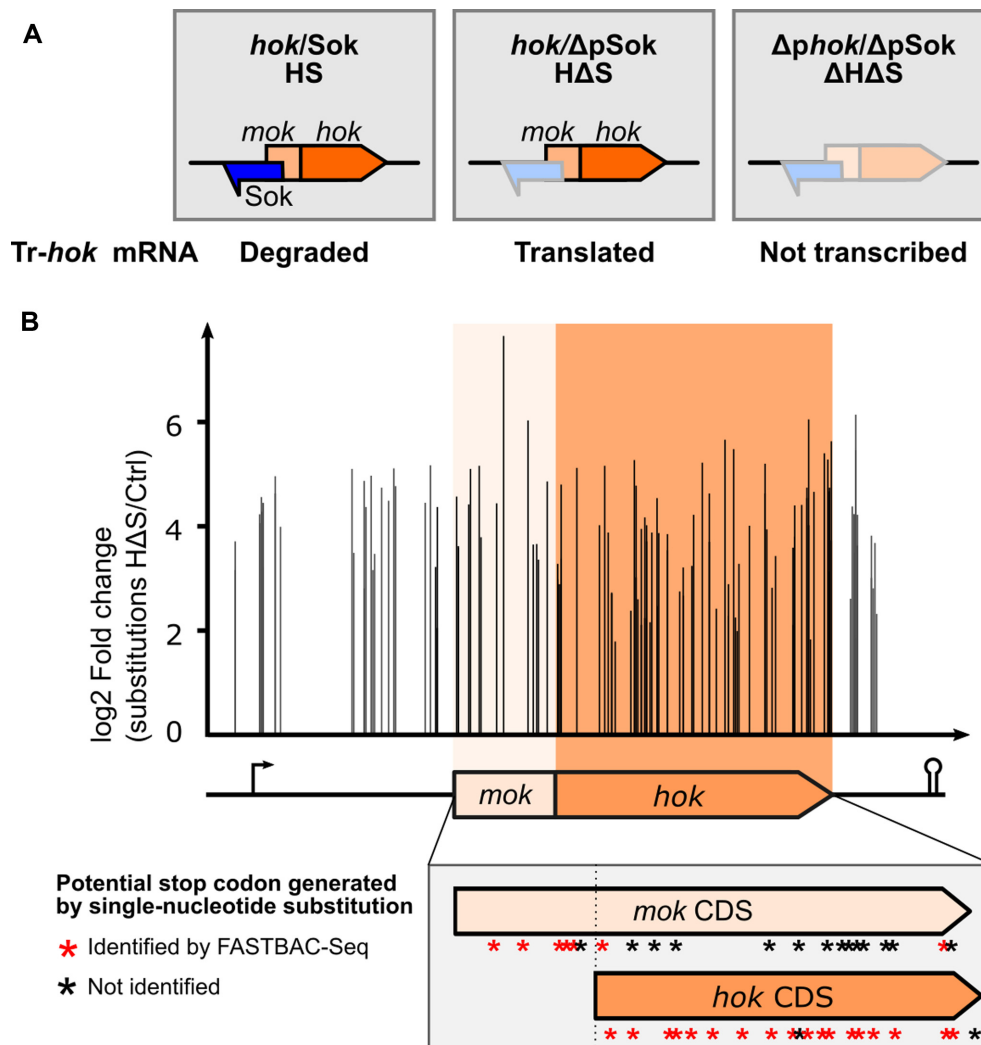 A
hok/Sok
HS
mok hok
Sok
hok/ΔpSok
HΔS
mok hok
Δphok/ΔpSok
ΔHΔS
Tr-hok mRNA Degraded Translated Not transcribed
B
log2 Fold change
(substitutions HΔS/Ctrl)
6
4
2
0
mok hok
Potential stop codon generated
by single-nucleotide substitution
* Identified by FASTBAC-Seq
* Not identified
mok CDS
* * * * * * * * * * * * * * * * * * * * *
hok CDS
* * * * * * * * * * * * * * * * * * * *